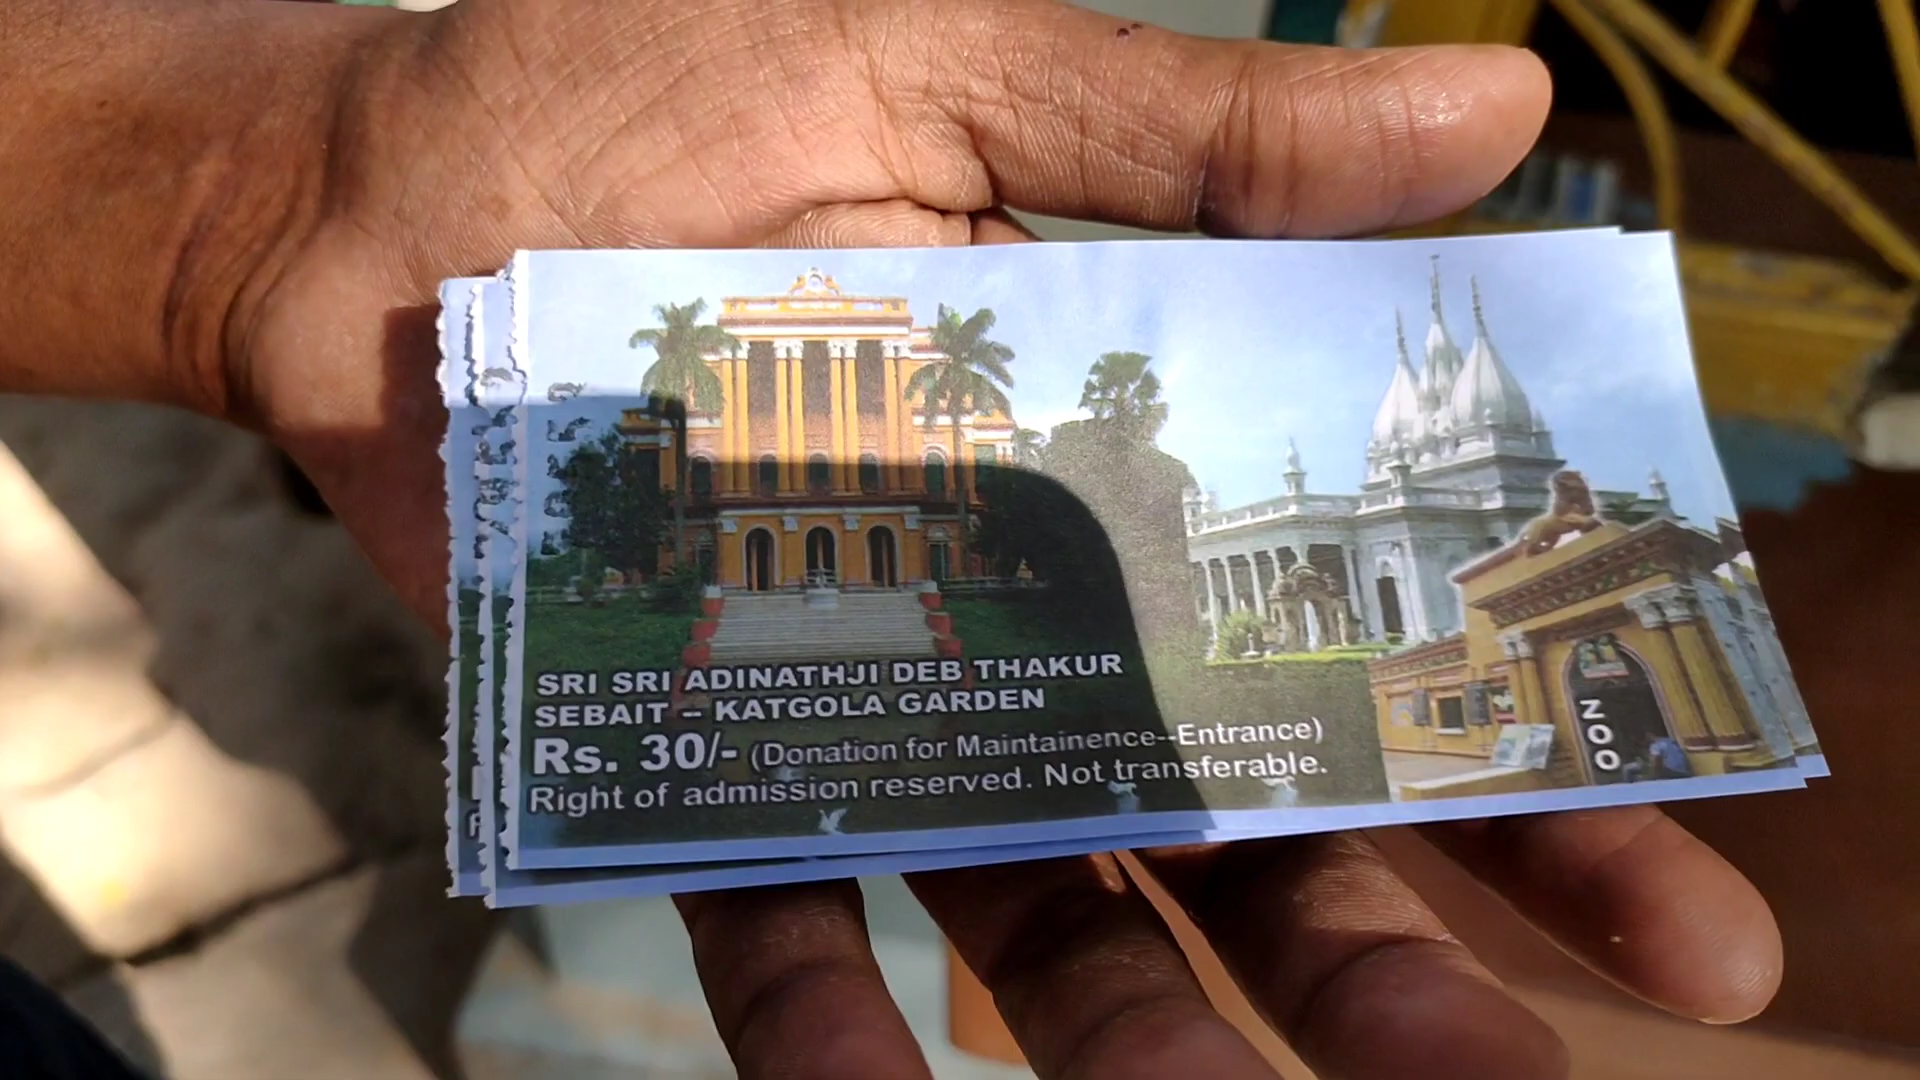 SRI SRI ADINATHJI DEB THAKUR
SEBAIT -- KATGOLA GARDEN
Rs. 30/- (Donation for Maintainence--Entrance)
Right of admission reserved. Not transferable.
ZOO